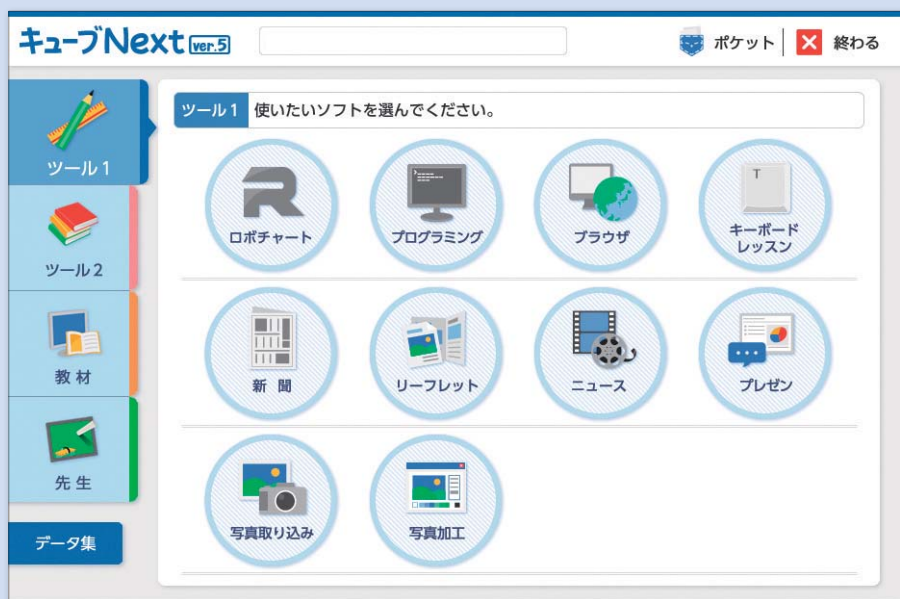 キューブNext ver.5
ポケット
終わる
ツール1
ツール2
教材
先生
データ集
ツール1 使いたいソフトを選んでください。
ロボチャート
プログラミング
ブラウザ
T
キーボード
レッスン
新聞
リーフレット
ニュース
プレゼン
写真取り込み
写真加工